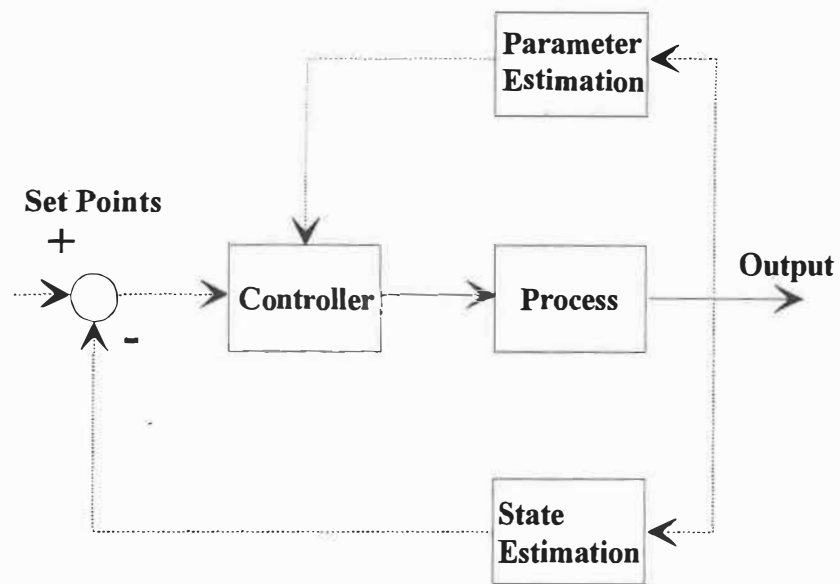 Parameter
Estimation
Set Points
+
Output
Controller
Process
-
State
Estimation